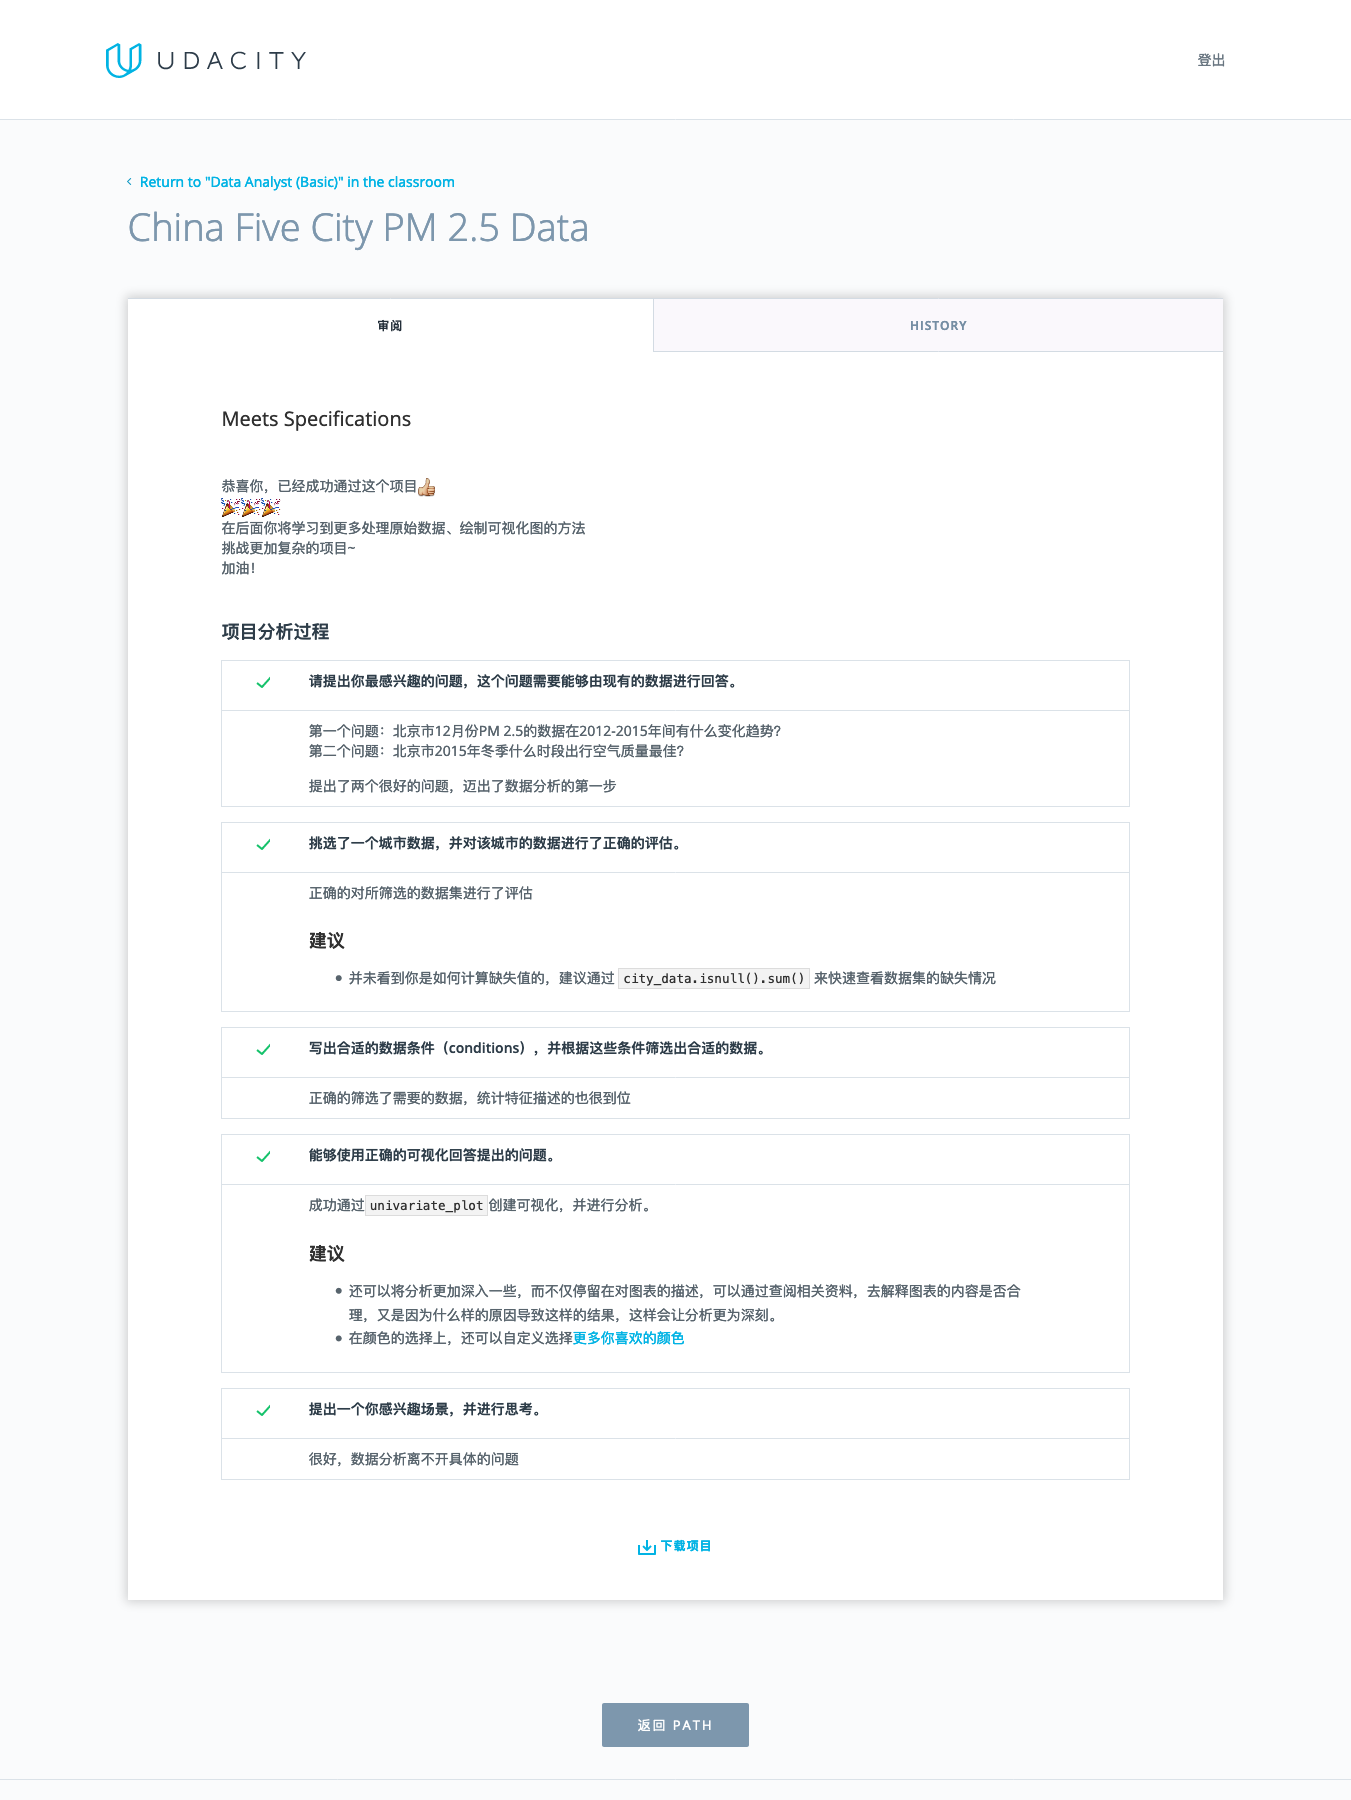 UDACITY
登出
Return to "Data Analyst (Basic)" in the classroom
China Five City PM 2.5 Data
审阅
HISTORY
Meets Specifications
恭喜你，已经成功通过这个项目👍
🎉🎉🎉
在后面你将学习到更多处理原始数据、绘制可视化图的方法
挑战更加复杂的项目~
加油！
项目分析过程
请提出你最感兴趣的问题，这个问题需要能够由现有的数据进行回答。
第一个问题：北京市12月份PM 2.5的数据在2012-2015年间有什么变化趋势？
第二个问题：北京市2015年冬季什么时段出行空气质量最佳？
提出了两个很好的问题，迈出了数据分析的第一步
挑选了一个城市数据，并对该城市的数据进行了正确的评估。
正确的对所筛选的数据集进行了评估
建议
并未看到你是如何计算缺失值的，建议通过 city_data.isnull().sum() 来快速查看数据集的缺失情况
写出合适的数据条件（conditions），并根据这些条件筛选出合适的数据。
正确的筛选了需要的数据，统计特征描述的也很到位
能够使用正确的可视化回答提出的问题。
成功通过univariate_plot创建可视化，并进行分析。
建议
还可以将分析更加深入一些，而不仅停留在对图表的描述，可以通过查阅相关资料，去解释图表的内容是否合
理，又是因为什么样的原因导致这样的结果，这样会让分析更为深刻。
在颜色的选择上，还可以自定义选择更多你喜欢的颜色
提出一个你感兴趣场景，并进行思考。
很好，数据分析离不开具体的问题
下载项目
返回 PATH